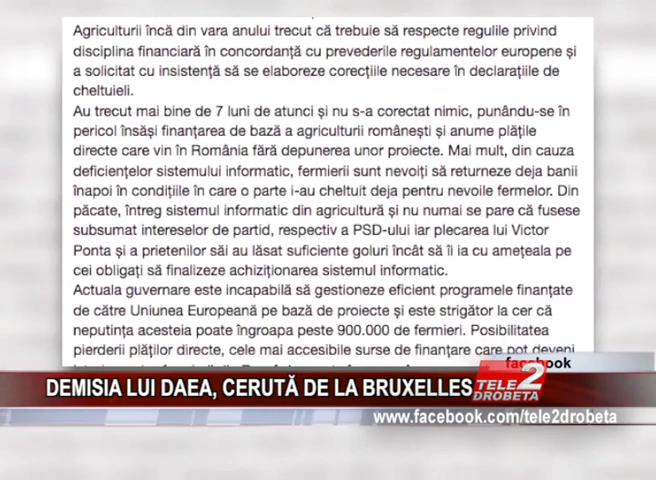 Agriculturii încă din vara anului trecut că trebuie să respecte regulile privind
disciplina financiară în concordanță cu prevederile regulamentelor europene și
a solicitat cu insistență să se elaboreze corecțiile necesare în declarațiile de
cheltuieli.
Au trecut mai bine de 7 luni de atunci și nu s-a corectat nimic, punându-se în
pericol însăși finanțarea de bază a agriculturii românești și anume plățile
directe care vin în România fără depunerea unor proiecte. Mai mult, din cauza
deficiențelor sistemului informatic, fermierii sunt nevoiți să returneze deja banii
înapoi în condițiile în care o parte i-au cheltuit deja pentru nevoile fermelor. Din
păcate, întreg sistemul informatic din agricultură și nu numai se pare că fusese
subsumat intereselor de partid, respectiv a PSD-ului iar plecarea lui Victor
Ponta și a prietenilor săi au lăsat suficiente goluri încât să îi ia cu amețeala pe
cei obligați să finalizeze achiziționarea sistemul informatic.
Actuala guvernare este incapabilă să gestioneze eficient programele finanțate
de către Uniunea Europeană pe bază de proiecte și este strigător la cer că
neputința acesteia poate îngropa peste 900.000 de fermieri. Posibilitatea
pierderii plăților directe, cele mai accesibile surse de finanțare care pot deveni
facebook
DEMISIA LUI DAEA, CERUTĂ DE LA BRUXELLES
TELE 2
DROBETA
www.facebook.com/tele2drobeta